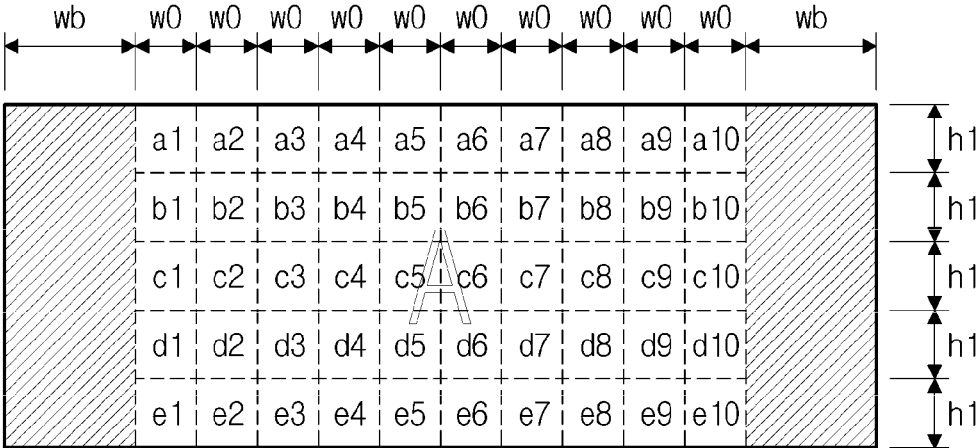 wb w0 w0 w0 w0 w0 w0 w0 w0 w0 w0 wb
a1 a2 a3 a4 a5 a6 a7 a8 a9 a10 h1
b1 b2 b3 b4 b5 b6 b7 b8 b9 b10 h1
c1 c2 c3 c4 c5 c6 c7 c8 c9 c10 h1
A
d1 d2 d3 d4 d5 d6 d7 d8 d9 d10 h1
e1 e2 e3 e4 e5 e6 e7 e8 e9 e10 h1